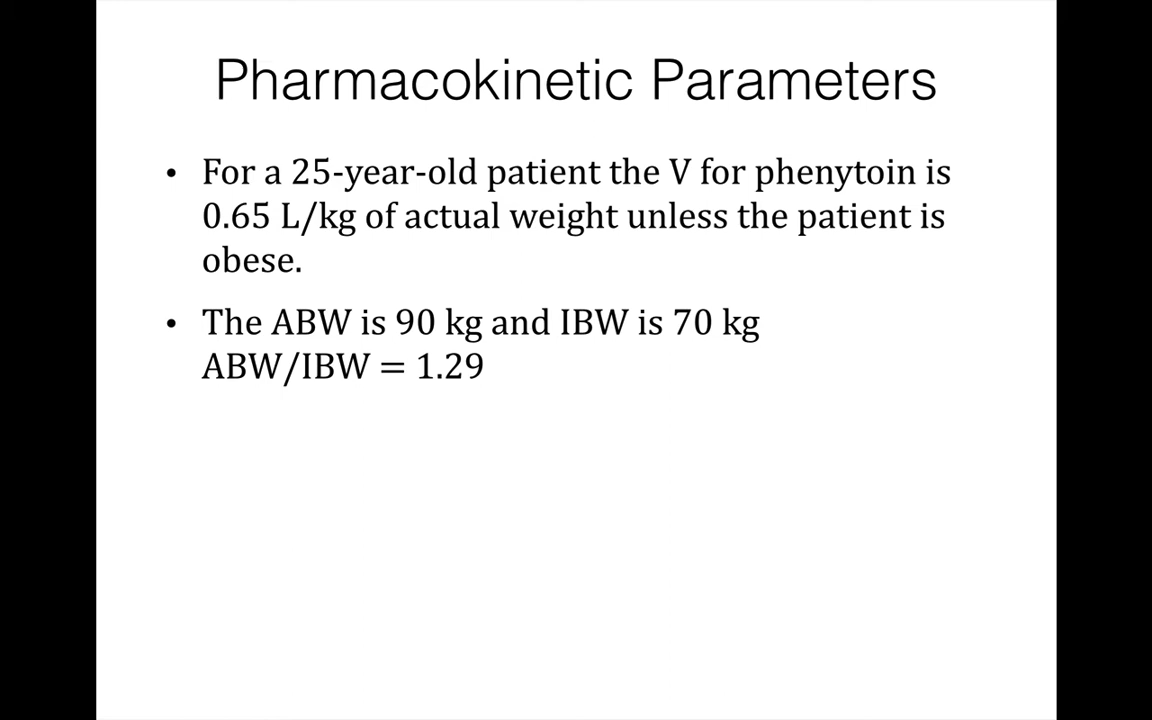 Pharmacokinetic Parameters
• For a 25-year-old patient the V for phenytoin is
0.65 L/kg of actual weight unless the patient is
obese.
• The ABW is 90 kg and IBW is 70 kg
ABW/IBW = 1.29